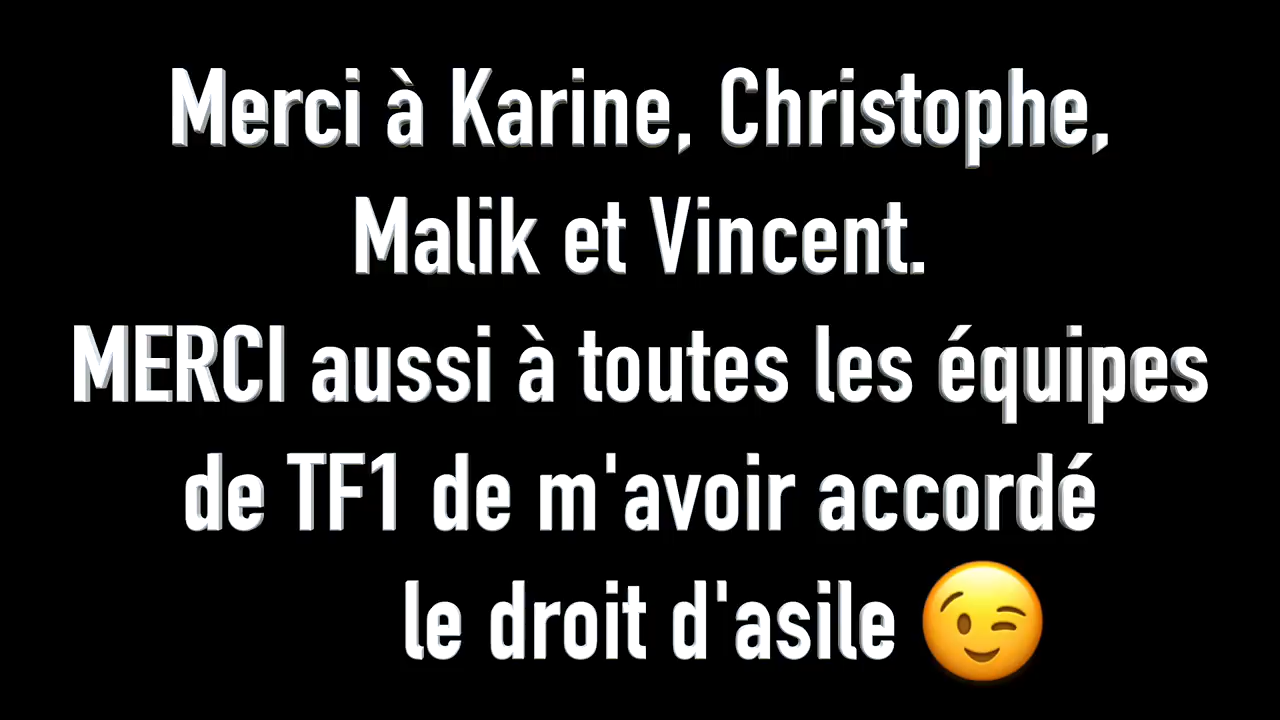 Merci à Karine, Christophe,
Malik et Vincent.
MERCI aussi à toutes les équipes
de TF1 de m'avoir accordé
le droit d'asile 😉